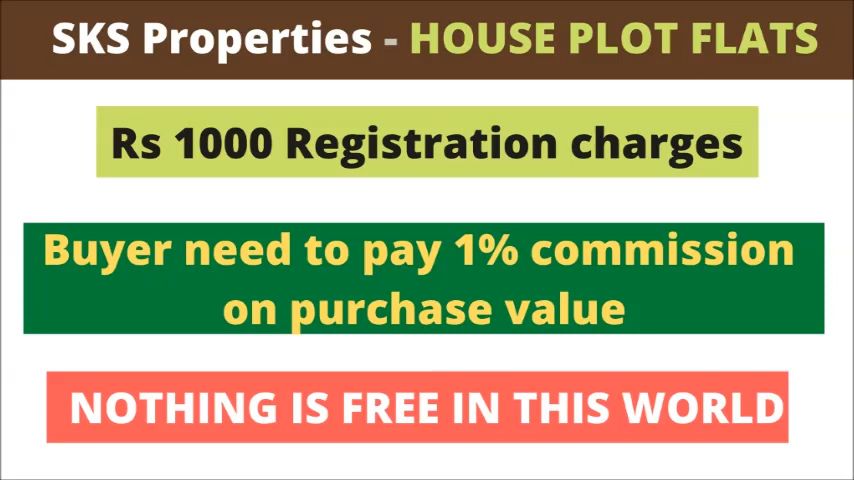 SKS Properties - HOUSE PLOT FLATS
Rs 1000 Registration charges
Buyer need to pay 1% commission
on purchase value
NOTHING IS FREE IN THIS WORLD